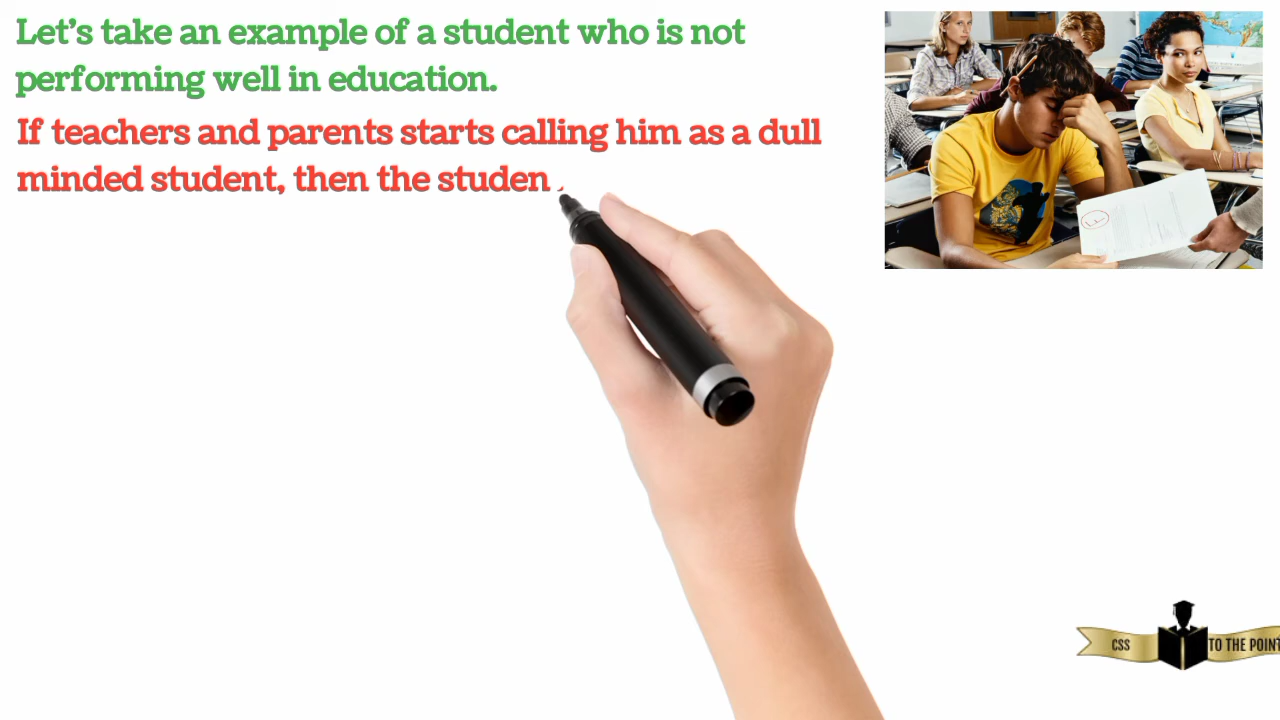 Let's take an example of a student who is not
performing well in education.
If teachers and parents starts calling him as a dull
minded student, then the studen
CSS
TO THE POINT